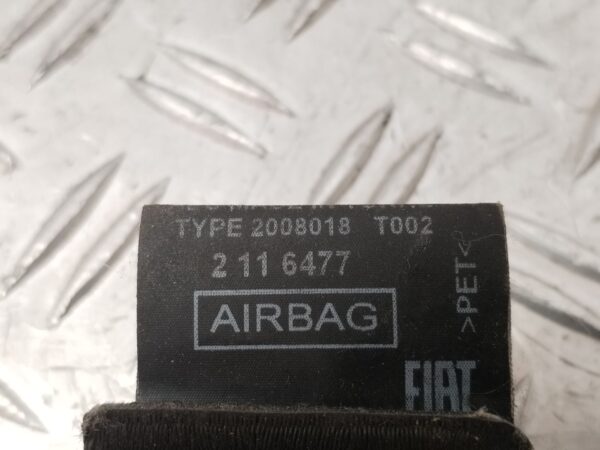 TYPE 2008018 T002
2 11 6477
AIRBAG
>PET<
FIAT